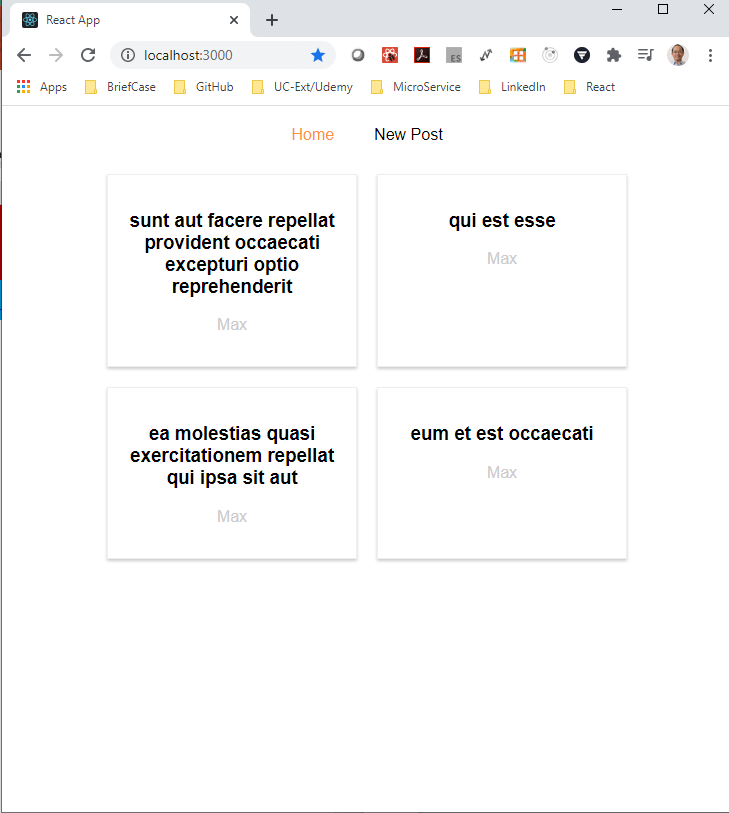 React App
localhost:3000
ES
Apps BriefCase GitHub UC-Ext/Udemy MicroService LinkedIn React
Home New Post
sunt aut facere repellat
provident occaecati
excepturi optio
reprehenderit
Max
qui est esse
Max
ea molestias quasi
exercitationem repellat
qui ipsa sit aut
Max
eum et est occaecati
Max